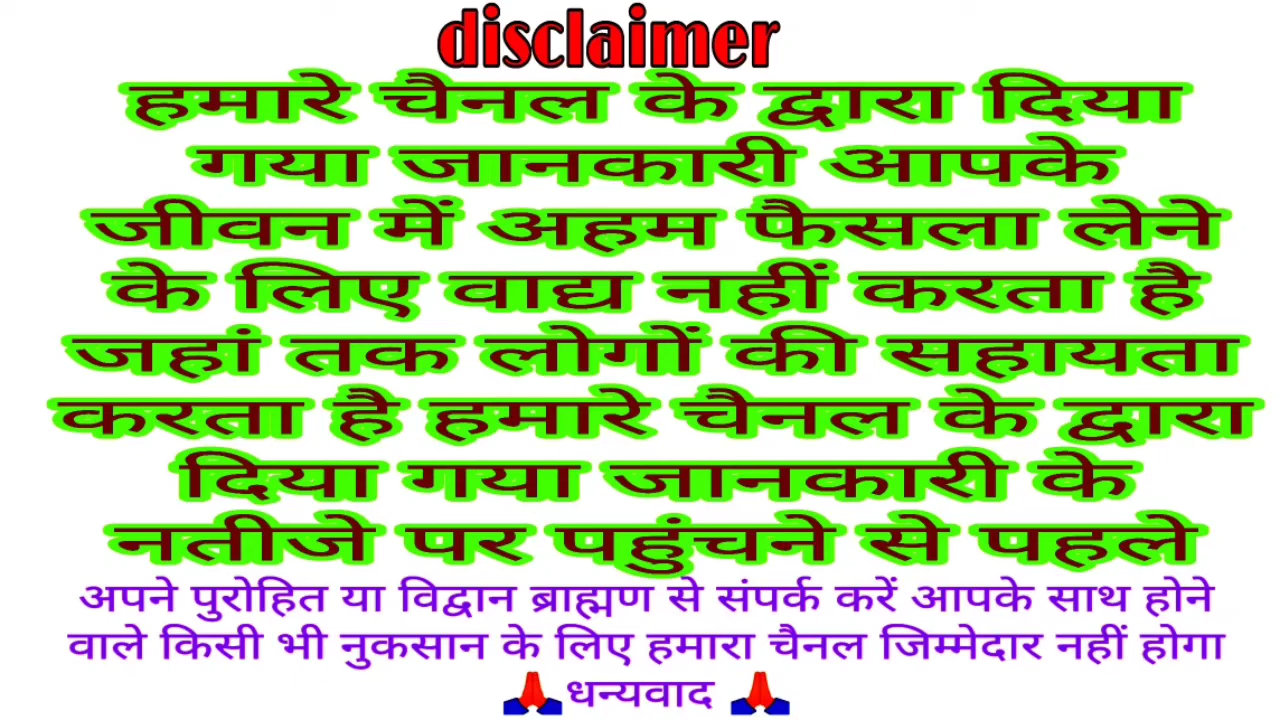 disclaimer
हमारे चैनल के द्वारा दिया
गया जानकारी आपके
जीवन में अहम फैसला लेने
के लिए वाद्य नहीं करता है
जहां तक लोगों की सहायता
करता है हमारे चैनल के द्वारा
दिया गया जानकारी के
नतीजे पर पहुंचने से पहले
अपने पुरोहित या विद्वान ब्राह्मण से संपर्क करें आपके साथ होने
वाले किसी भी नुकसान के लिए हमारा चैनल जिम्मेदार नहीं होगा
🙏धन्यवाद 🙏